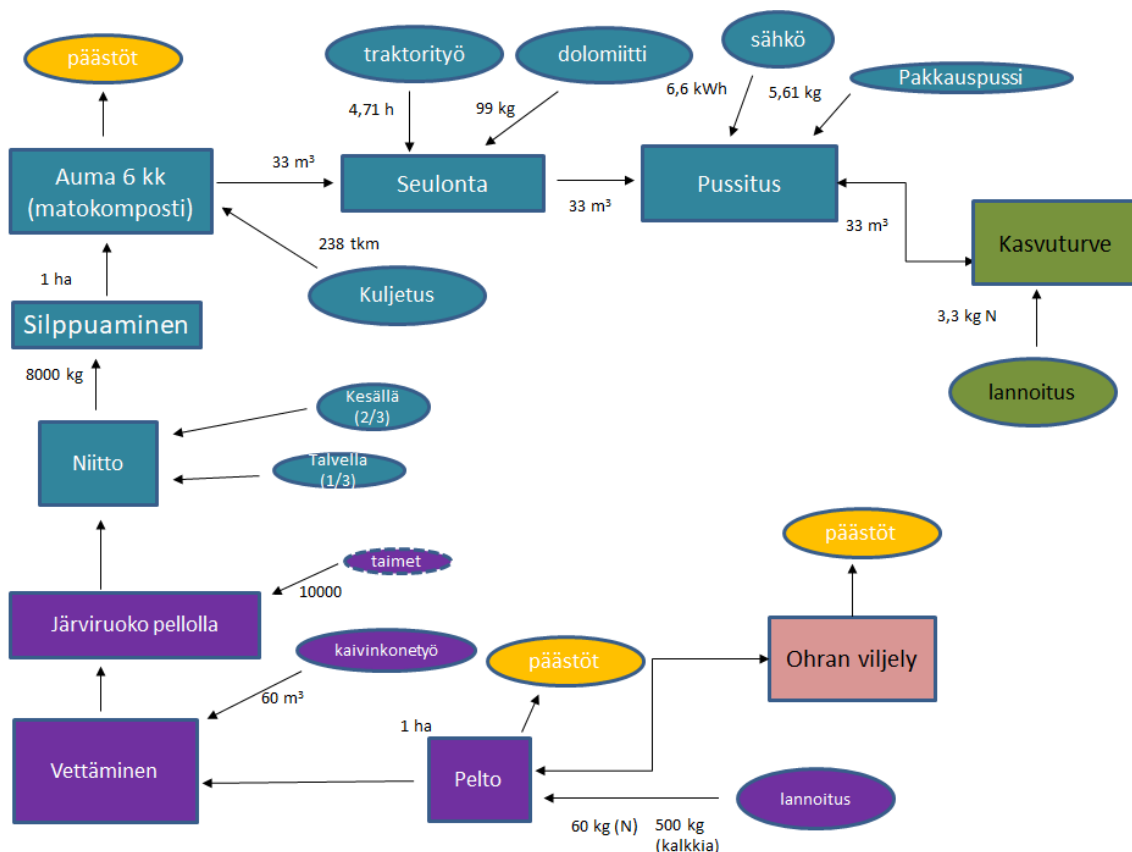 päästöt
traktorityö
dolomiitti
sähkö
Pakkauspussi
4,71 h
99 kg
6,6 kWh
5,61 kg
Auma 6 kk
(matokomposti)
33 m³
Seulonta
33 m³
Pussitus
33 m³
Kasvuturve
238 tkm
Kuljetus
1 ha
Silppuaminen
3,3 kg N
lannoitus
8000 kg
Kesällä
(2/3)
Niitto
Talvella
(1/3)
päästöt
taimet
10000
Järviruoko pellolla
kaivinkonetyö
päästöt
Ohran viljely
60 m³
1 ha
Vettäminen
Pelto
lannoitus
60 kg (N)
500 kg
(kalkkia)